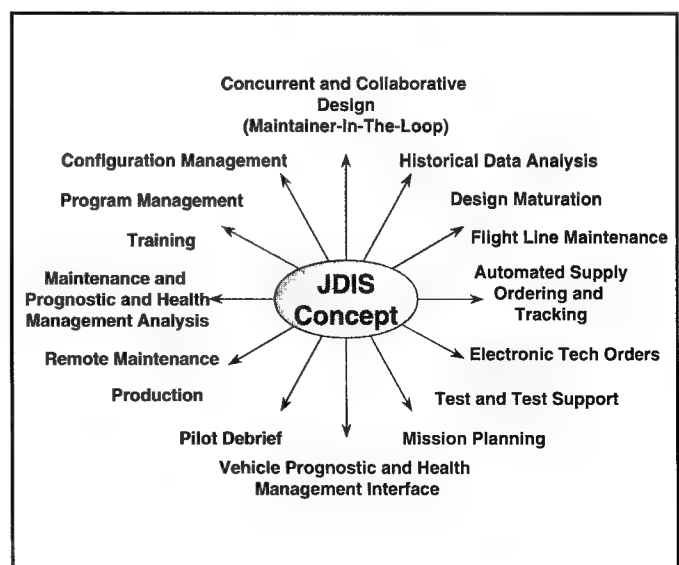 Concurrent and Collaborative
Design
(Maintainer-In-The-Loop)
Configuration Management
Historical Data Analysis
Program Management
Design Maturation
Training
Flight Line Maintenance
Maintenance and
Prognostic and Health
Management Analysis
JDIS
Concept
Automated Supply
Ordering and
Tracking
Remote Maintenance
Electronic Tech Orders
Production
Test and Test Support
Pilot Debrief
Mission Planning
Vehicle Prognostic and Health
Management Interface